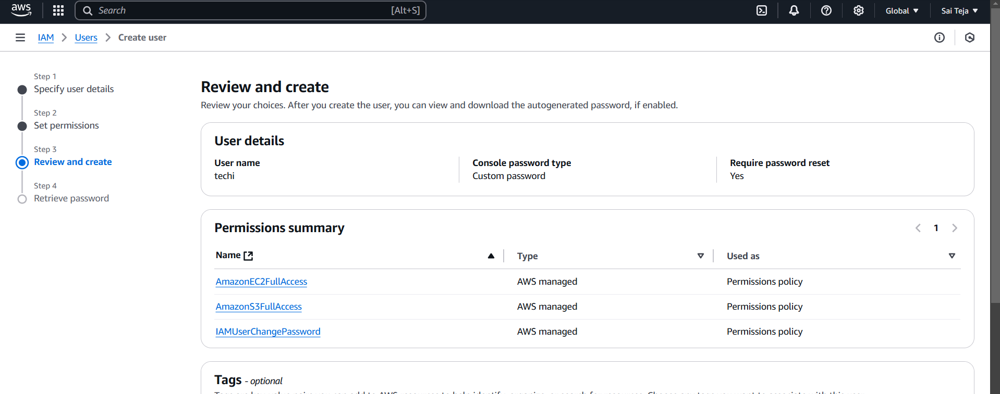 aws
Search [Alt+S]
Global Sai Teja
IAM Users Create user
Step 1
Specify user details
Step 2
Set permissions
Step 3
Review and create
Step 4
Retrieve password
Review and create
Review your choices. After you create the user, you can view and download the autogenerated password, if enabled.
User details
User name Console password type Require password reset
techi Custom password Yes
Permissions summary 1
Name Type Used as
AmazonEC2FullAccess AWS managed Permissions policy
AmazonS3FullAccess AWS managed Permissions policy
IAMUserChangePassword AWS managed Permissions policy
Tags - optional